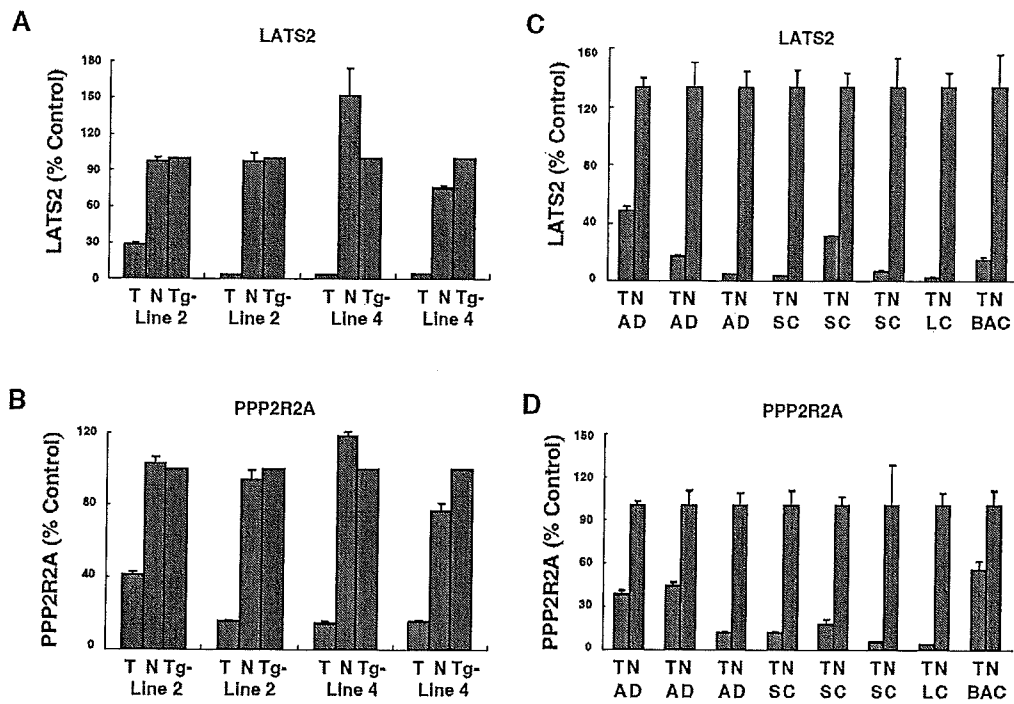 A
LATS2
LATS2 (% Control)
180
150
120
90
60
30
0
T N Tg- T N Tg- T N Tg- T N Tg-
Line 2 Line 2 Line 4 Line 4
C
LATS2
LATS2 (% Control)
160
120
80
40
0
TN TN TN TN TN TN TN TN
AD AD AD SC SC SC LC BAC
B
PPP2R2A
PPP2R2A (% Control)
120
80
40
0
T N Tg- T N Tg- T N Tg- T N Tg-
Line 2 Line 2 Line 4 Line 4
D
PPP2R2A
PPP2R2A (% Control)
150
120
90
60
30
0
TN TN TN TN TN TN TN TN
AD AD AD SC SC SC LC BAC